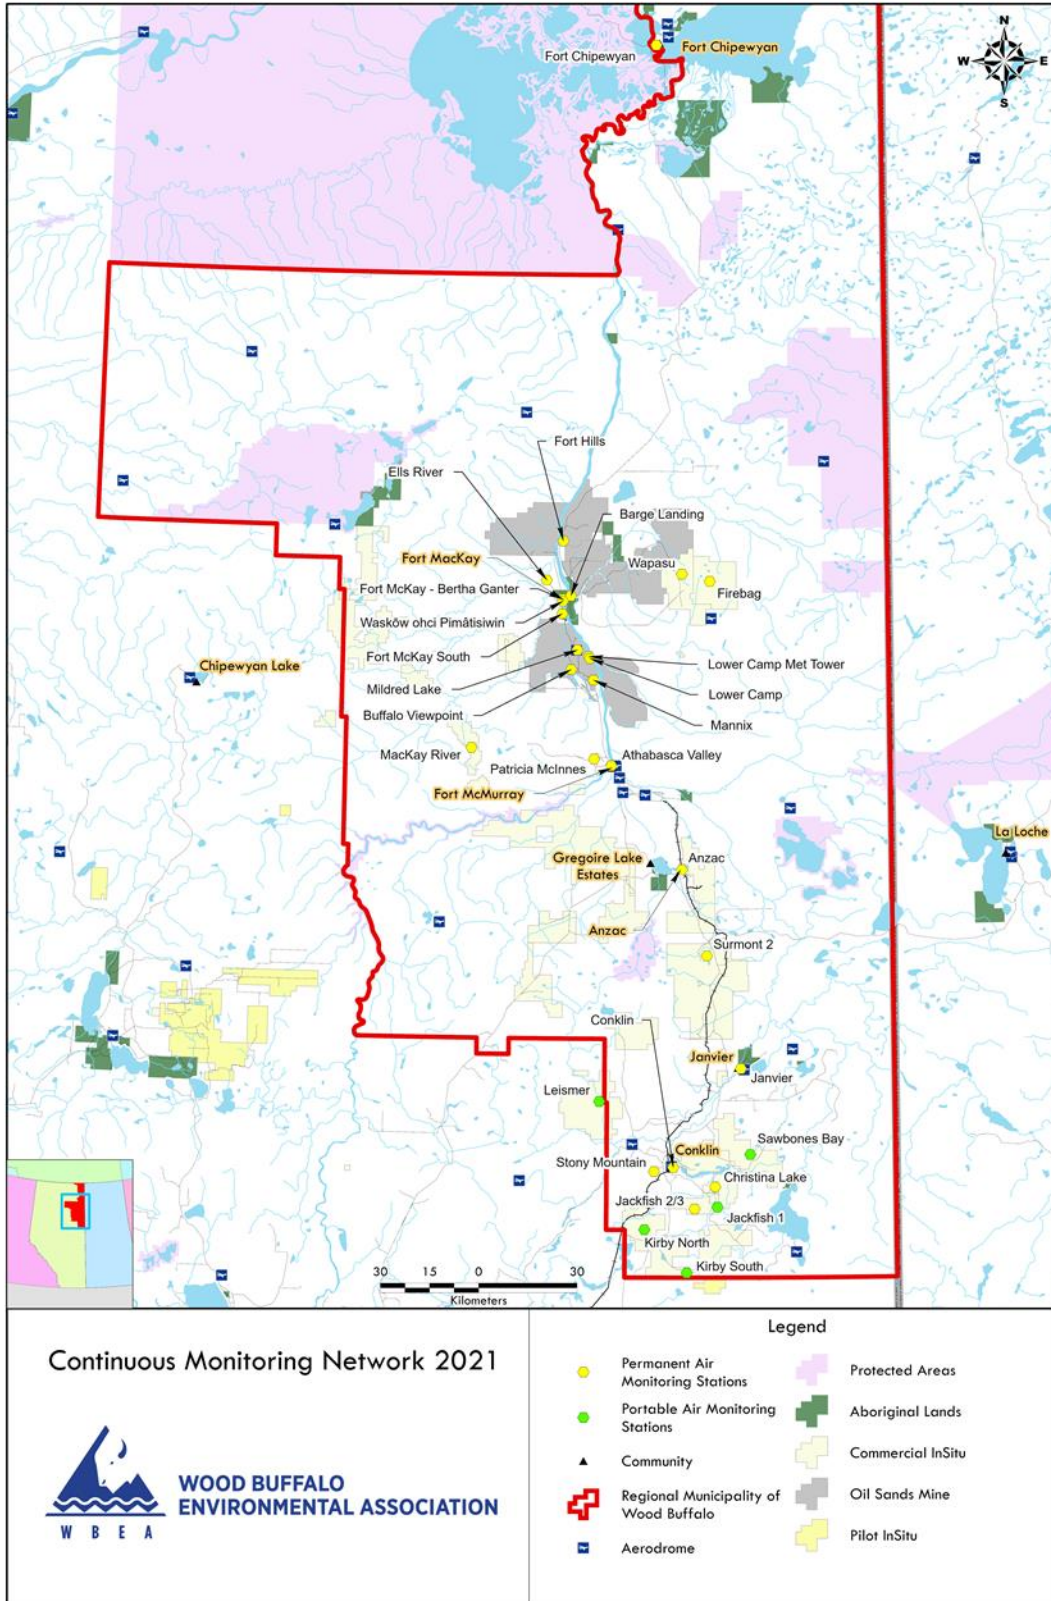 N
W E
S
Fort Chipewyan
Fort Chipewyan
Fort Hills
Ells River
Barge Landing
Fort MacKay
Wapasu
Fort McKay - Bertha Ganter
Firebag
Waskōw ohci Pimâtisiwin
Fort McKay South
Chipewyan Lake
Lower Camp Met Tower
Mildred Lake
Lower Camp
Buffalo Viewpoint
Mannix
MacKay River
Athabasca Valley
Patricia McInnes
Fort McMurray
La Loche
Gregoire Lake
Estates
Anzac
Anzac
Surmont 2
Conklin
Janvier
Janvier
Leismer
Sawbones Bay
Conklin
Stony Mountain
Christina Lake
Jackfish 2/3
Jackfish 1
Kirby North
Kirby South
30 15 0 30
Kilometers
Continuous Monitoring Network 2021
WOOD BUFFALO
ENVIRONMENTAL ASSOCIATION
W B E A
Legend
Permanent Air
Monitoring Stations
Portable Air Monitoring
Stations
Community
Regional Municipality of
Wood Buffalo
Aerodrome
Protected Areas
Aboriginal Lands
Commercial InSitu
Oil Sands Mine
Pilot InSitu